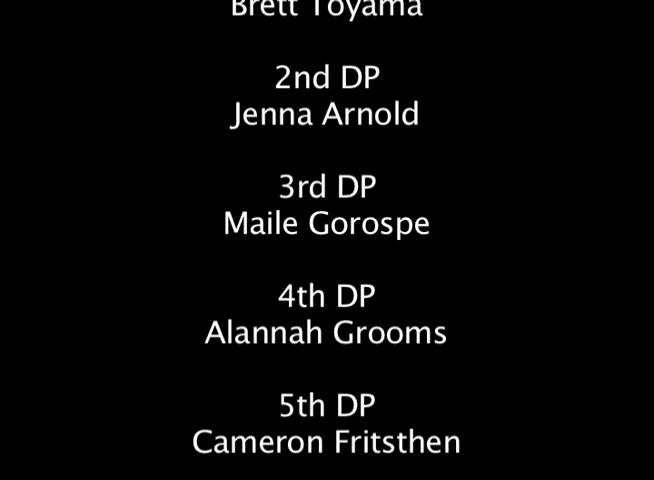 Brett Toyama
2nd DP
Jenna Arnold
3rd DP
Maile Gorospe
4th DP
Alannah Grooms
5th DP
Cameron Fritsthen